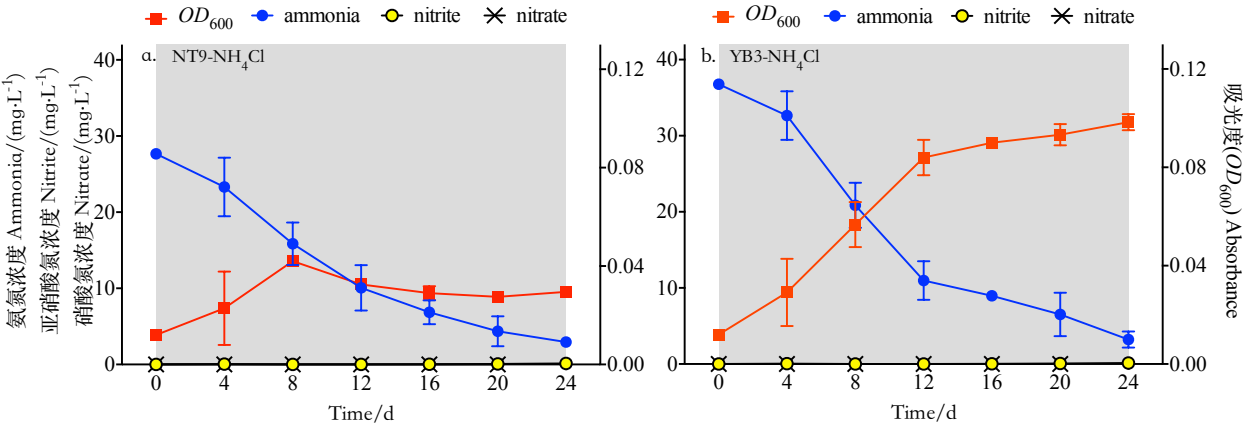 OD600 ammonia nitrite nitrate
OD600 ammonia nitrite nitrate
氨氮浓度 Ammonia/(mg·L-1)
亚硝酸氮浓度 Nitrite/(mg·L-1)
硝酸氮浓度 Nitrate/(mg·L-1)
a. NT9-NH4Cl
40
30
20
10
0
0.12
0.08
0.04
0.00
0 4 8 12 16 20 24
Time/d
b. YB3-NH4Cl
40
30
20
10
0
0.12
0.08
0.04
0.00
0 4 8 12 16 20 24
Time/d
吸光度(OD600) Absorbance